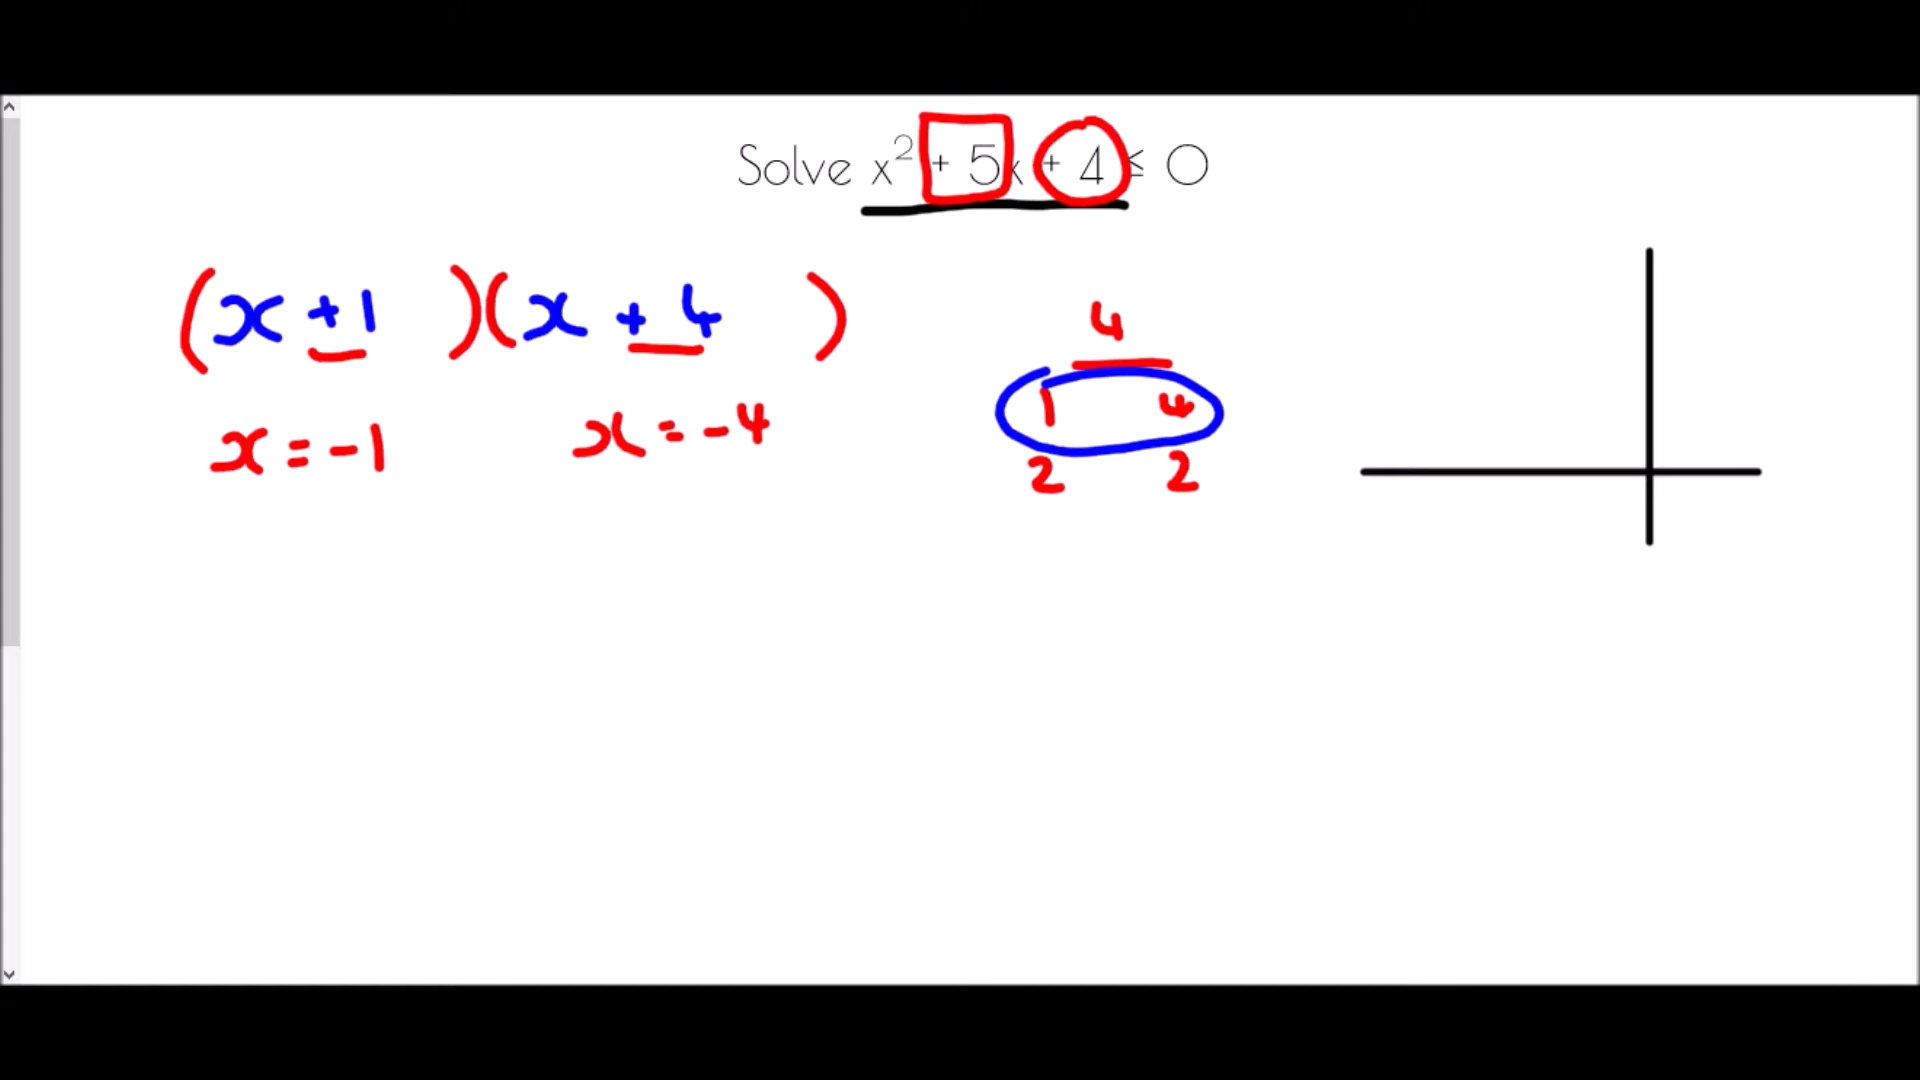 Solve x² + 5x + 4 ≤ 0
(x + 1 )(x + 4 )
x = -1
x = -4
4
1 4
2 2